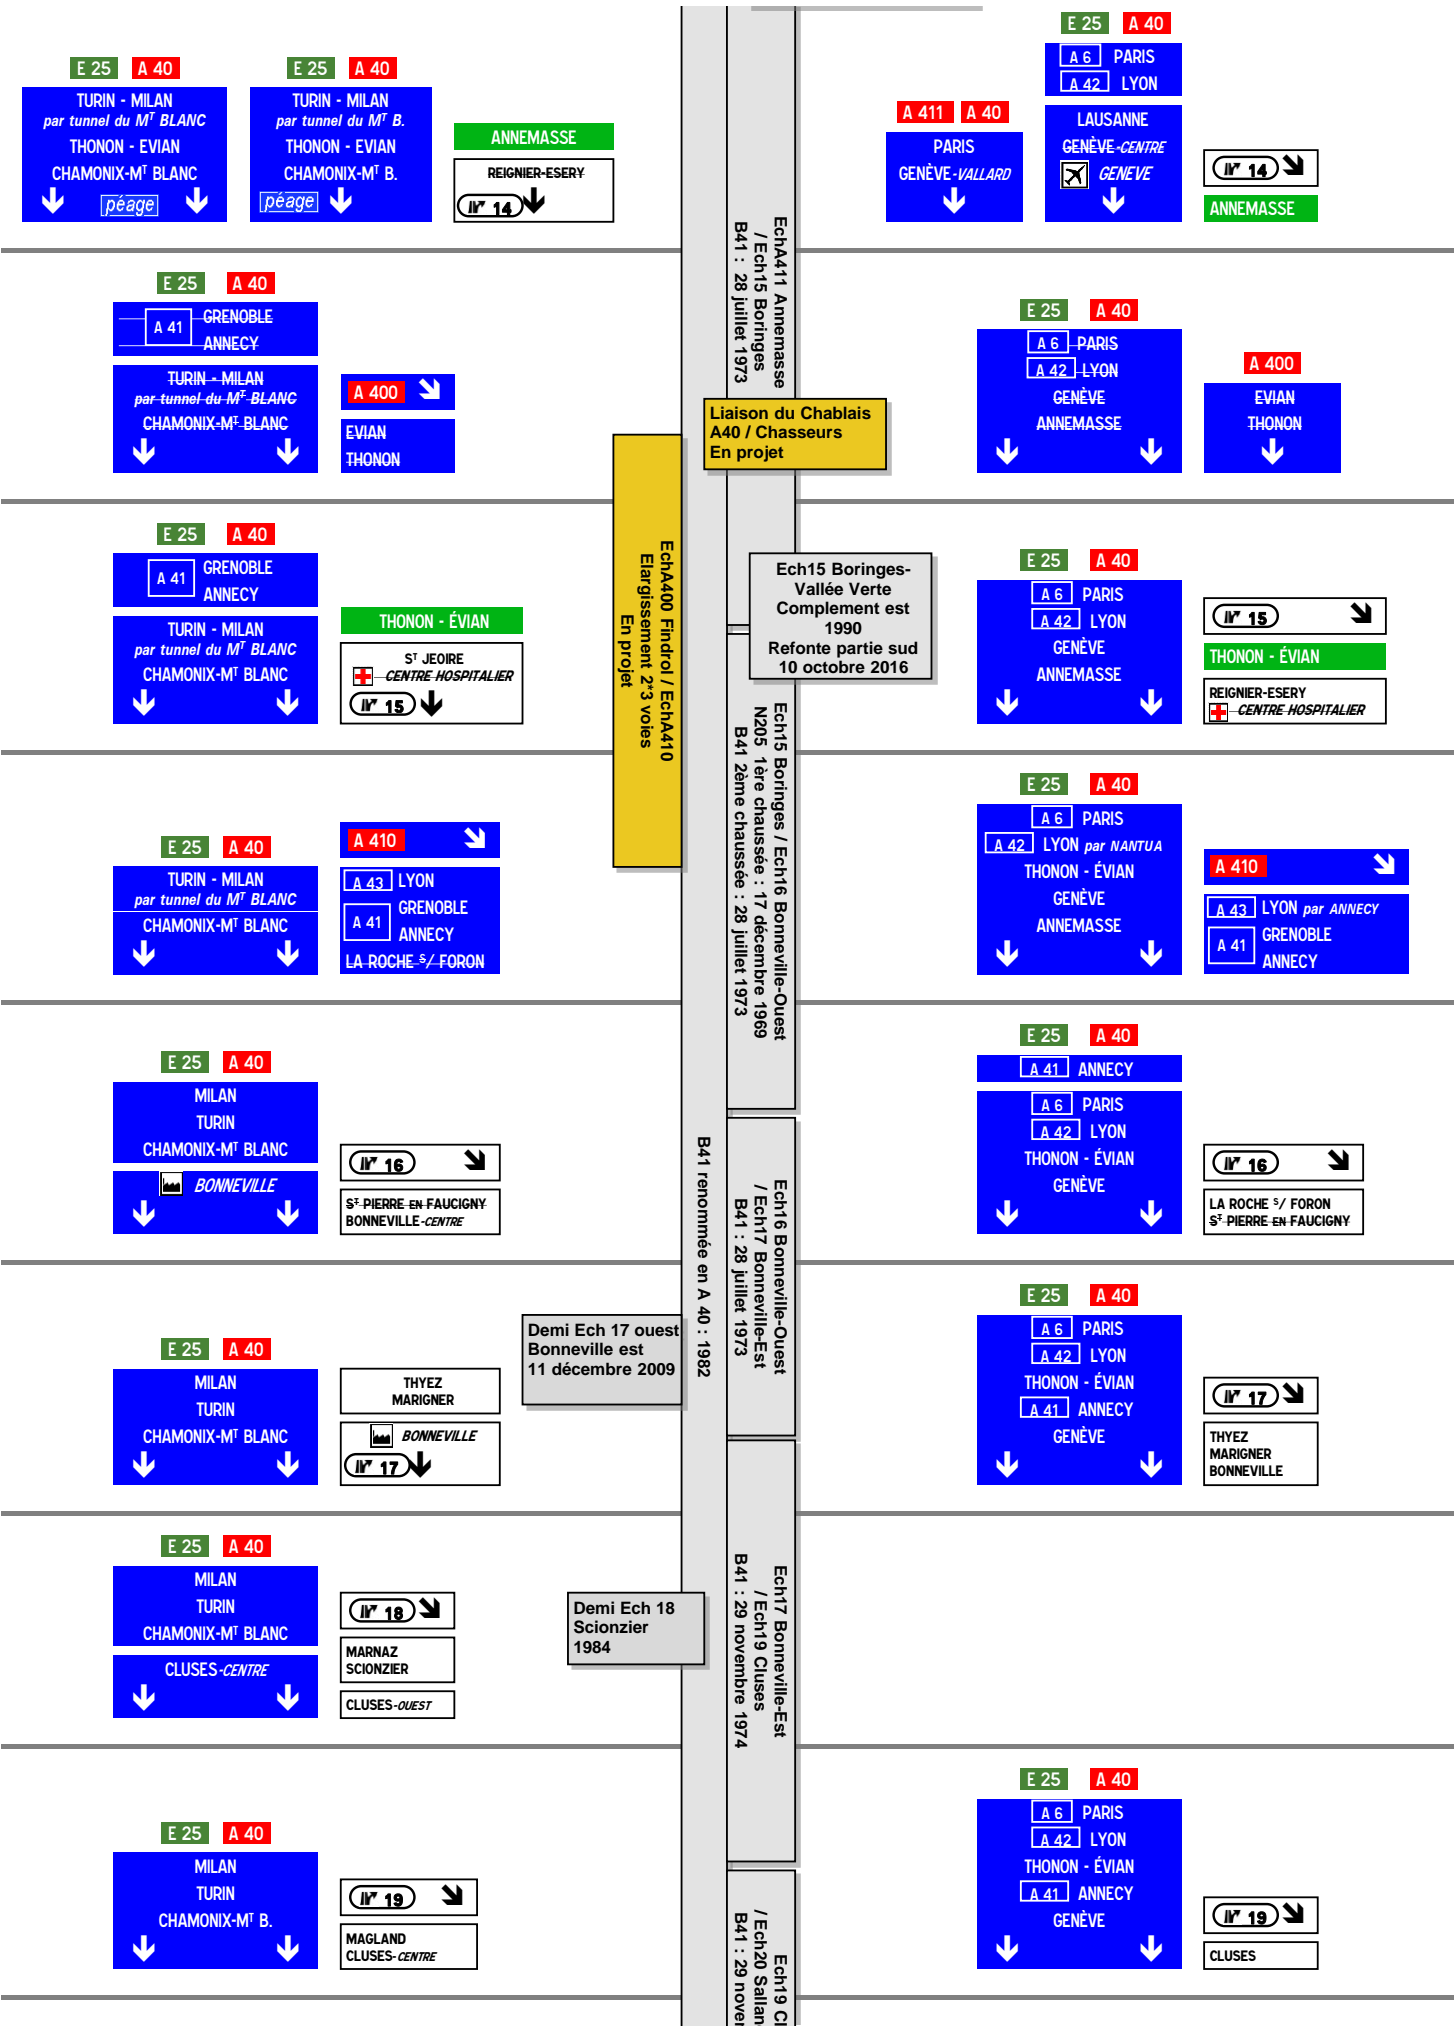 E 25 A 40
TURIN - MILAN
par tunnel du Mᵀ BLANC
THONON - EVIAN
CHAMONIX-Mᵀ BLANC
péage
E 25 A 40
TURIN - MILAN
par tunnel du Mᵀ B.
THONON - EVIAN
CHAMONIX-Mᵀ B.
péage
ANNEMASSE
REIGNIER-ESERY
14
A 411 A 40
PARIS
GENÈVE-VALLARD
E 25 A 40
A 6 PARIS
A 42 LYON
LAUSANNE
GENÈVE-CENTRE
GENEVE
14
ANNEMASSE
EchA411 Annemasse
/ Ech15 Boringes
B41 : 28 juillet 1973
E 25 A 40
A 41 GRENOBLE
ANNECY
TURIN - MILAN
par tunnel du Mᵀ BLANC
CHAMONIX-Mᵀ BLANC
A 400
EVIAN
THONON
Liaison du Chablais
A40 / Chasseurs
En projet
E 25 A 40
A 6 PARIS
A 42 LYON
GENÈVE
ANNEMASSE
A 400
EVIAN
THONON
E 25 A 40
A 41 GRENOBLE
ANNECY
TURIN - MILAN
par tunnel du Mᵀ BLANC
CHAMONIX-Mᵀ BLANC
THONON - ÉVIAN
Sᵀ JEOIRE
CENTRE HOSPITALIER
15
EchA400 Findrol / EchA410
Elargissement 2*3 voies
En projet
Ech15 Boringes-
Vallée Verte
Complement est
1990
Refonte partie sud
10 octobre 2016
E 25 A 40
A 6 PARIS
A 42 LYON
GENÈVE
ANNEMASSE
15
THONON - ÉVIAN
REIGNIER-ESERY
CENTRE HOSPITALIER
Ech15 Boringes / Ech16 Bonneville-Ouest
N205 1ère chaussée : 17 décembre 1969
B41 2ème chaussée : 28 juillet 1973
E 25 A 40
TURIN - MILAN
par tunnel du Mᵀ BLANC
CHAMONIX-Mᵀ BLANC
A 410
A 43 LYON
A 41 GRENOBLE
ANNECY
LA ROCHE ˢ/ FORON
E 25 A 40
A 6 PARIS
A 42 LYON par NANTUA
THONON - ÉVIAN
GENÈVE
ANNEMASSE
A 410
A 43 LYON par ANNECY
A 41 GRENOBLE
ANNECY
E 25 A 40
MILAN
TURIN
CHAMONIX-Mᵀ BLANC
BONNEVILLE
16
Sᵀ PIERRE EN FAUCIGNY
BONNEVILLE-CENTRE
B41 renommée en A 40 : 1982
Ech16 Bonneville-Ouest
/ Ech17 Bonneville-Est
B41 : 28 juillet 1973
E 25 A 40
A 41 ANNECY
A 6 PARIS
A 42 LYON
THONON - ÉVIAN
GENÈVE
16
LA ROCHE ˢ/ FORON
Sᵀ PIERRE EN FAUCIGNY
E 25 A 40
MILAN
TURIN
CHAMONIX-Mᵀ BLANC
THYEZ
MARIGNER
BONNEVILLE
17
Demi Ech 17 ouest
Bonneville est
11 décembre 2009
E 25 A 40
A 6 PARIS
A 42 LYON
THONON - ÉVIAN
A 41 ANNECY
GENÈVE
17
THYEZ
MARIGNER
BONNEVILLE
E 25 A 40
MILAN
TURIN
CHAMONIX-Mᵀ BLANC
CLUSES-CENTRE
18
MARNAZ
SCIONZIER
CLUSES-OUEST
Demi Ech 18
Scionzier
1984
Ech17 Bonneville-Est
/ Ech19 Cluses
B41 : 29 novembre 1974
E 25 A 40
MILAN
TURIN
CHAMONIX-Mᵀ B.
19
MAGLAND
CLUSES-CENTRE
Ech19 Cl
/ Ech20 Sallan
B41 : 29 nover
E 25 A 40
A 6 PARIS
A 42 LYON
THONON - ÉVIAN
A 41 ANNECY
GENÈVE
19
CLUSES